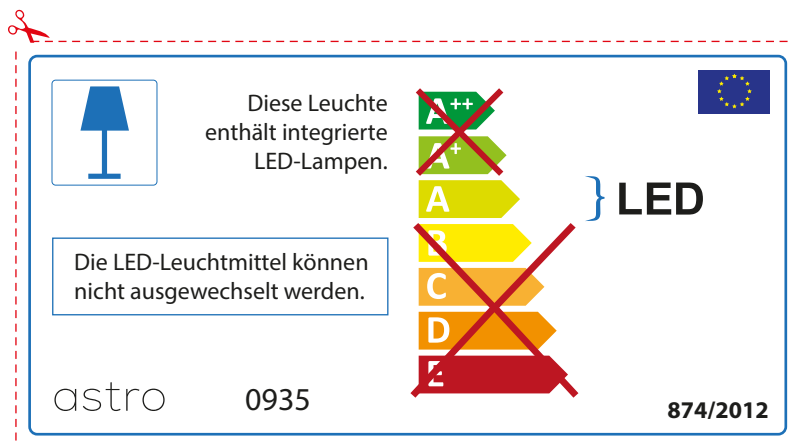 Diese Leuchte
enthält integrierte
LED-Lampen.
Die LED-Leuchtmittel können
nicht ausgewechselt werden.
A++
A+
A
B
C
D
E
LED
astro
0935
874/2012